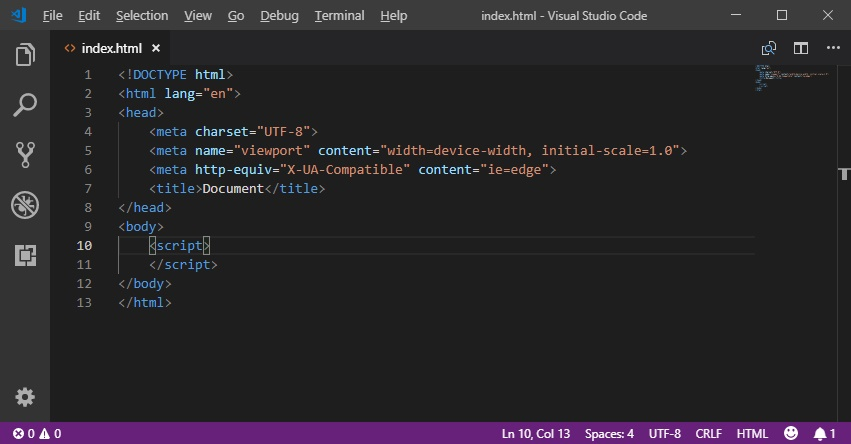 File Edit Selection View Go Debug Terminal Help index.html - Visual Studio Code
<> index.html ×
1 <!DOCTYPE html>
2 <html lang="en">
3 <head>
4     <meta charset="UTF-8">
5     <meta name="viewport" content="width=device-width, initial-scale=1.0">
6     <meta http-equiv="X-UA-Compatible" content="ie=edge">
7     <title>Document</title>
8 </head>
9 <body>
10     <script>
11     </script>
12 </body>
13 </html>
0 0 Ln 10, Col 13 Spaces: 4 UTF-8 CRLF HTML 1